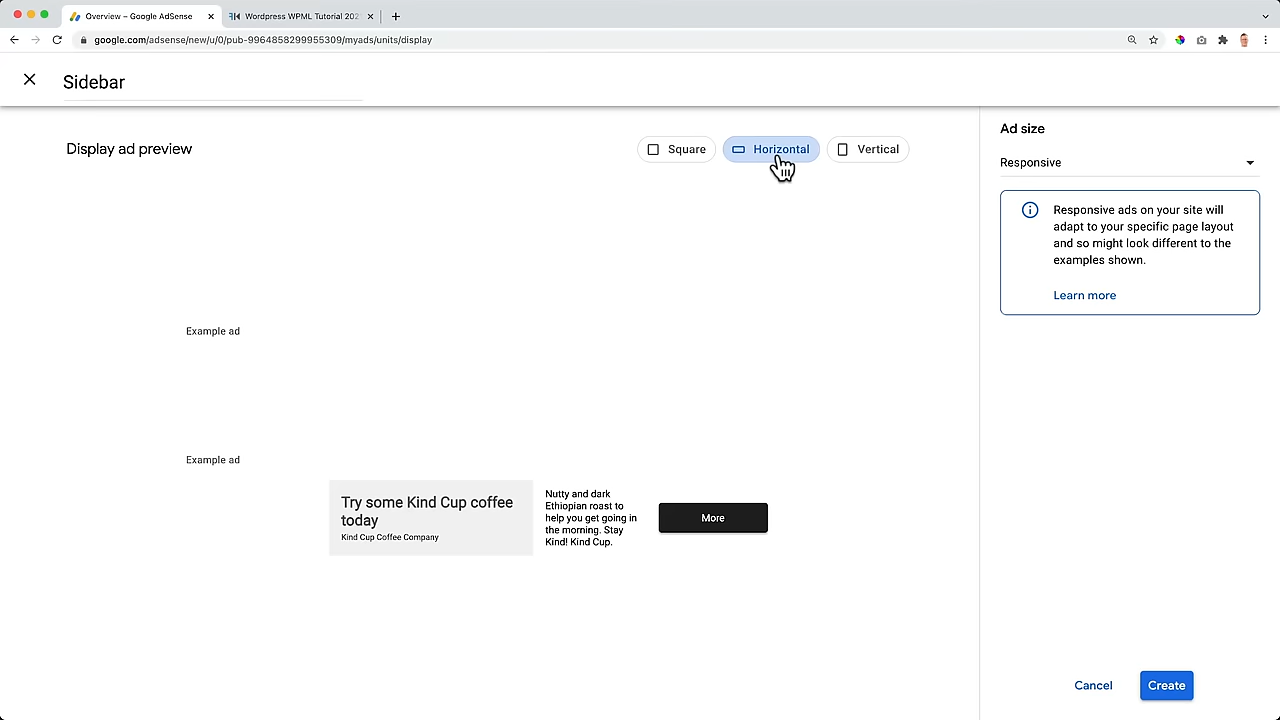 Overview – Google AdSense
Wordpress WPML Tutorial 202
google.com/adsense/new/u/0/pub-9964858299955309/myads/units/display
Sidebar
Display ad preview
Square
Horizontal
Vertical
Example ad
Example ad
Try some Kind Cup coffee
today
Kind Cup Coffee Company
Nutty and dark
Ethiopian roast to
help you get going in
the morning. Stay
Kind! Kind Cup.
More
Ad size
Responsive
Responsive ads on your site will
adapt to your specific page layout
and so might look different to the
examples shown.
Learn more
Cancel
Create